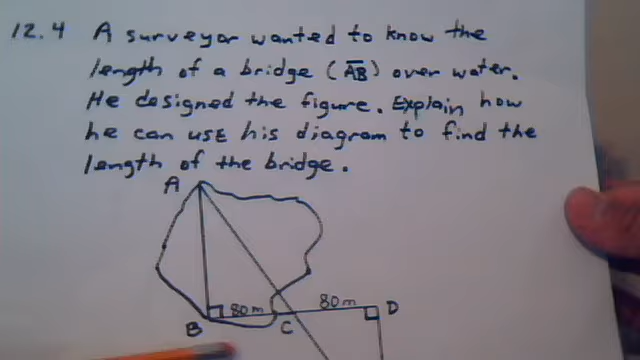 12.4 A surveyor wanted to know the
length of a bridge (AB) over water.
He designed the figure. Explain how
he can use his diagram to find the
length of the bridge.
A
80m
80m
D
B
C